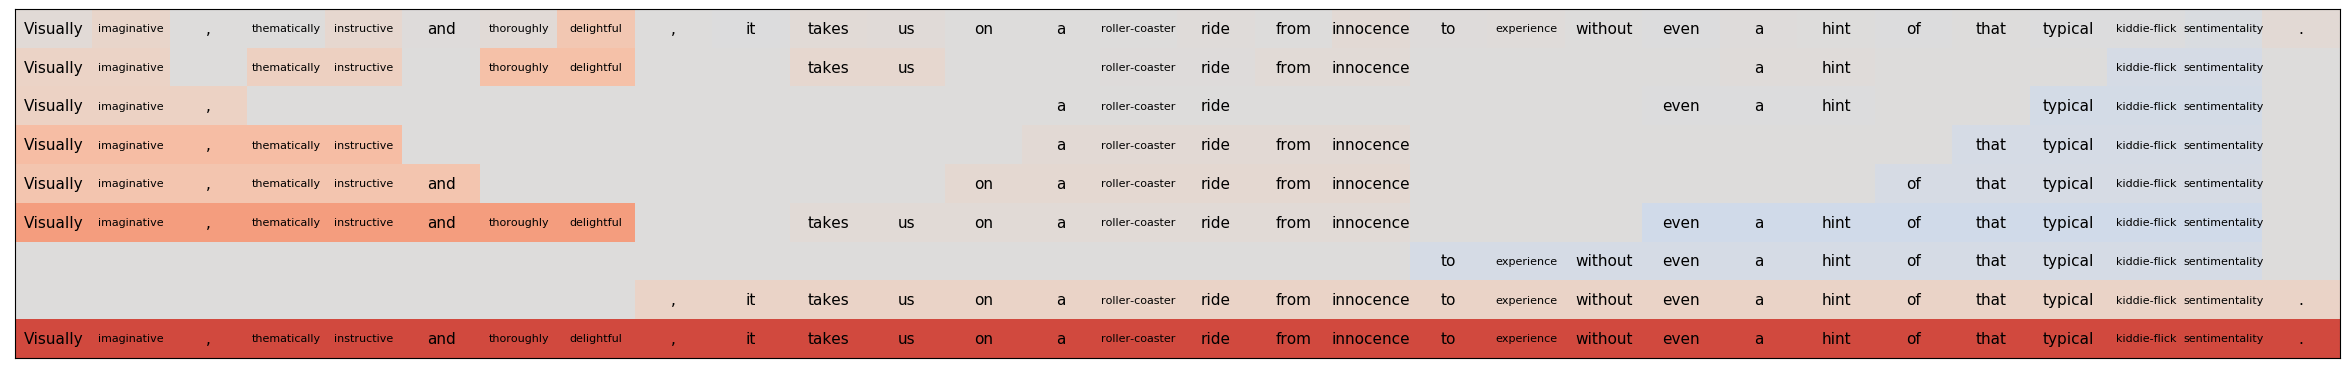 Visually imaginative , thematically instructive and thoroughly delightful , it takes us on a roller-coaster ride from innocence to experience without even a hint of that typical kiddie-flick sentimentality .
Visually imaginative thematically instructive thoroughly delightful takes us roller-coaster ride from innocence a hint kiddie-flick sentimentality
Visually imaginative , a roller-coaster ride even a hint typical kiddie-flick sentimentality
Visually imaginative , thematically instructive a roller-coaster ride from innocence that typical kiddie-flick sentimentality
Visually imaginative , thematically instructive and on a roller-coaster ride from innocence of that typical kiddie-flick sentimentality
Visually imaginative , thematically instructive and thoroughly delightful takes us on a roller-coaster ride from innocence even a hint of that typical kiddie-flick sentimentality
to experience without even a hint of that typical kiddie-flick sentimentality
, it takes us on a roller-coaster ride from innocence to experience without even a hint of that typical kiddie-flick sentimentality .
Visually imaginative , thematically instructive and thoroughly delightful , it takes us on a roller-coaster ride from innocence to experience without even a hint of that typical kiddie-flick sentimentality .